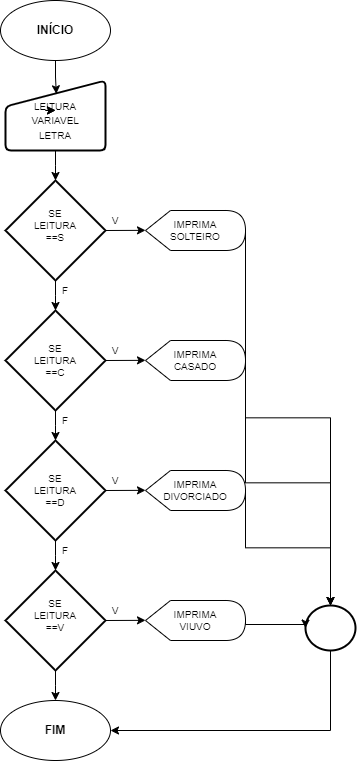 INÍCIO
LEITURA
VARIAVEL
LETRA
SE
LEITURA
==S
V
IMPRIMA
SOLTEIRO
F
SE
LEITURA
==C
V
IMPRIMA
CASADO
F
SE
LEITURA
==D
V
IMPRIMA
DIVORCIADO
F
SE
LEITURA
==V
V
IMPRIMA
VIUVO
FIM